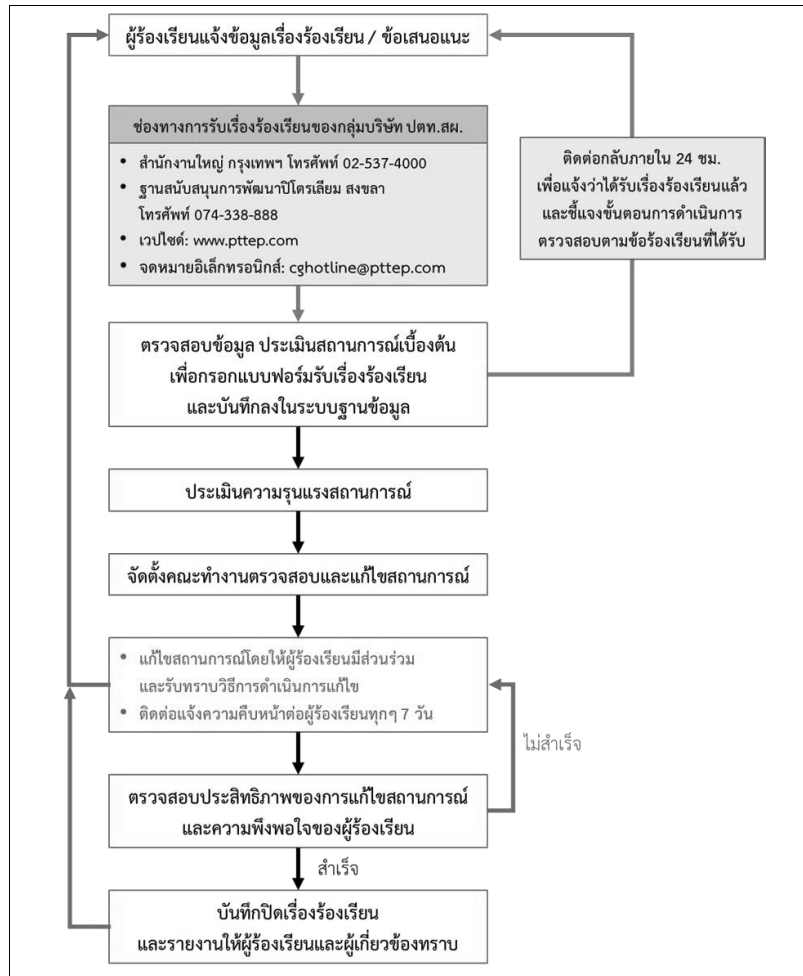 ผู้ร้องเรียนแจ้งข้อมูลเรื่องร้องเรียน / ข้อเสนอแนะ
ช่องทางการรับเรื่องร้องเรียนของกลุ่มบริษัท ปตท.สผ.
• สำนักงานใหญ่ กรุงเทพฯ โทรศัพท์ 02-537-4000
• ฐานสนับสนุนการพัฒนาปิโตรเลียม สงขลา
โทรศัพท์ 074-338-888
• เวปไซด์: www.pttep.com
• จดหมายอิเล็กทรอนิกส์: cghotline@pttep.com
ติดต่อกลับภายใน 24 ชม.
เพื่อแจ้งว่าได้รับเรื่องร้องเรียนแล้ว
และชี้แจงขั้นตอนการดำเนินการ
ตรวจสอบตามข้อร้องเรียนที่ได้รับ
ตรวจสอบข้อมูล ประเมินสถานการณ์เบื้องต้น
เพื่อกรอกแบบฟอร์มรับเรื่องร้องเรียน
และบันทึกลงในระบบฐานข้อมูล
ประเมินความรุนแรงสถานการณ์
จัดตั้งคณะทำงานตรวจสอบและแก้ไขสถานการณ์
• แก้ไขสถานการณ์โดยให้ผู้ร้องเรียนมีส่วนร่วม
และรับทราบวิธีการดำเนินการแก้ไข
• ติดต่อแจ้งความคืบหน้าต่อผู้ร้องเรียนทุกๆ 7 วัน
ไม่สำเร็จ
ตรวจสอบประสิทธิภาพของการแก้ไขสถานการณ์
และความพึงพอใจของผู้ร้องเรียน
สำเร็จ
บันทึกปิดเรื่องร้องเรียน
และรายงานให้ผู้ร้องเรียนและผู้เกี่ยวข้องทราบ